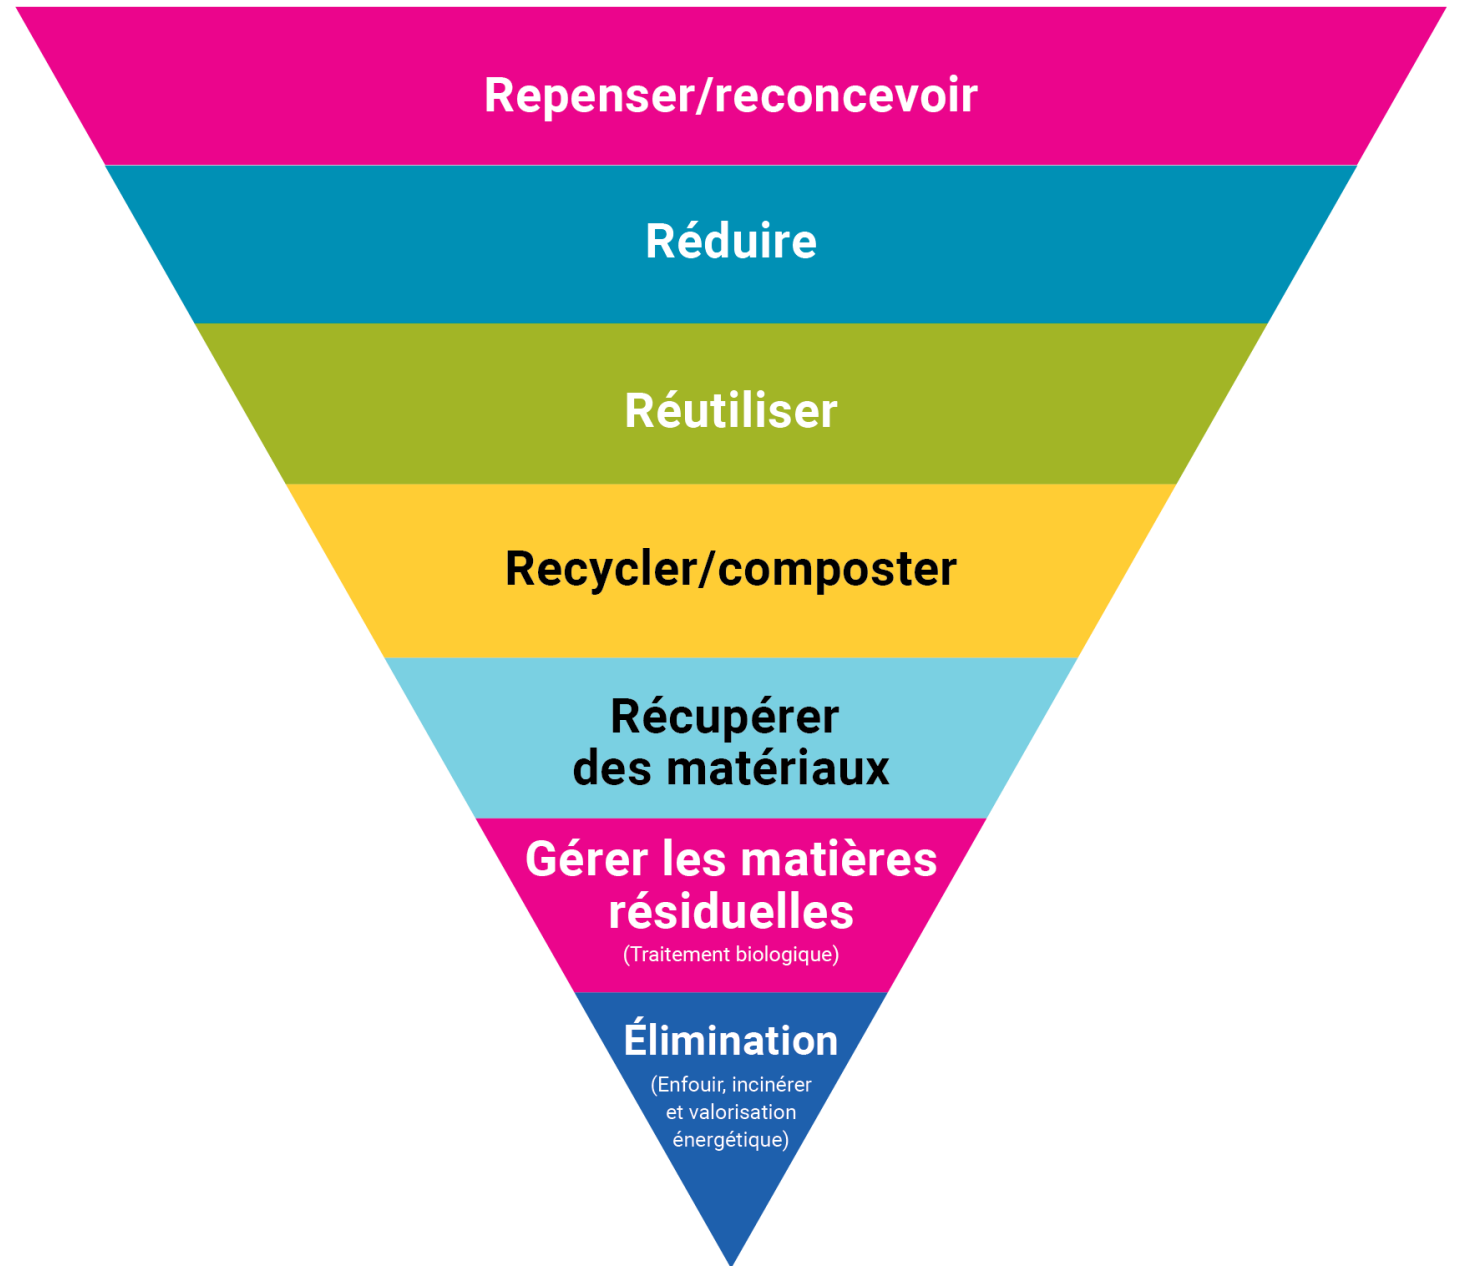 Repenser/reconcevoir
Réduire
Réutiliser
Recycler/composter
Récupérer
des matériaux
Gérer les matières
résiduelles
(Traitement biologique)
Élimination
(Enfouir, incinérer
et valorisation
énergétique)